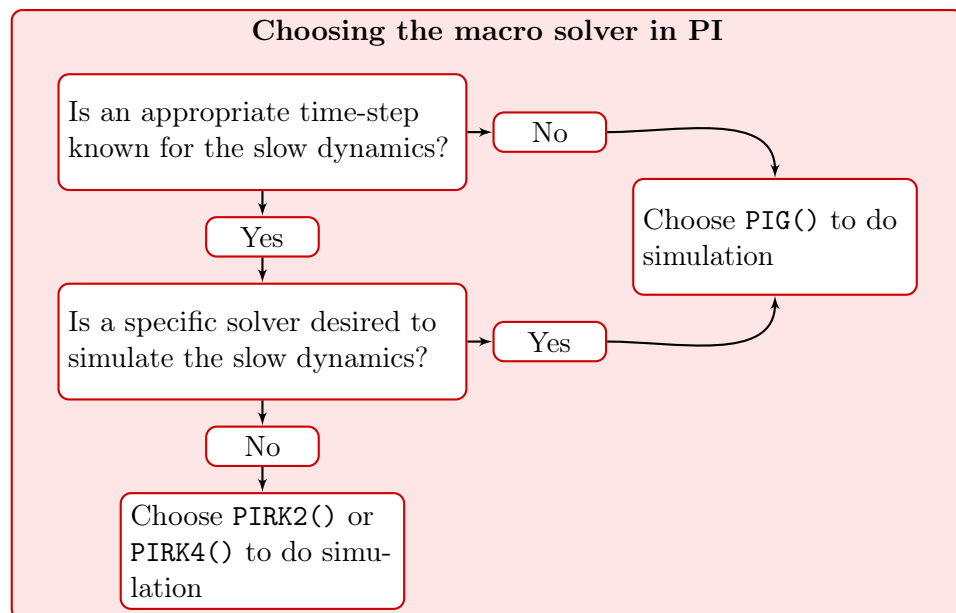 Choosing the macro solver in PI
Is an appropriate time-step
known for the slow dynamics?
No
Choose PIG() to do
simulation
Yes
Is a specific solver desired to
simulate the slow dynamics?
Yes
No
Choose PIRK2() or
PIRK4() to do simu-
lation